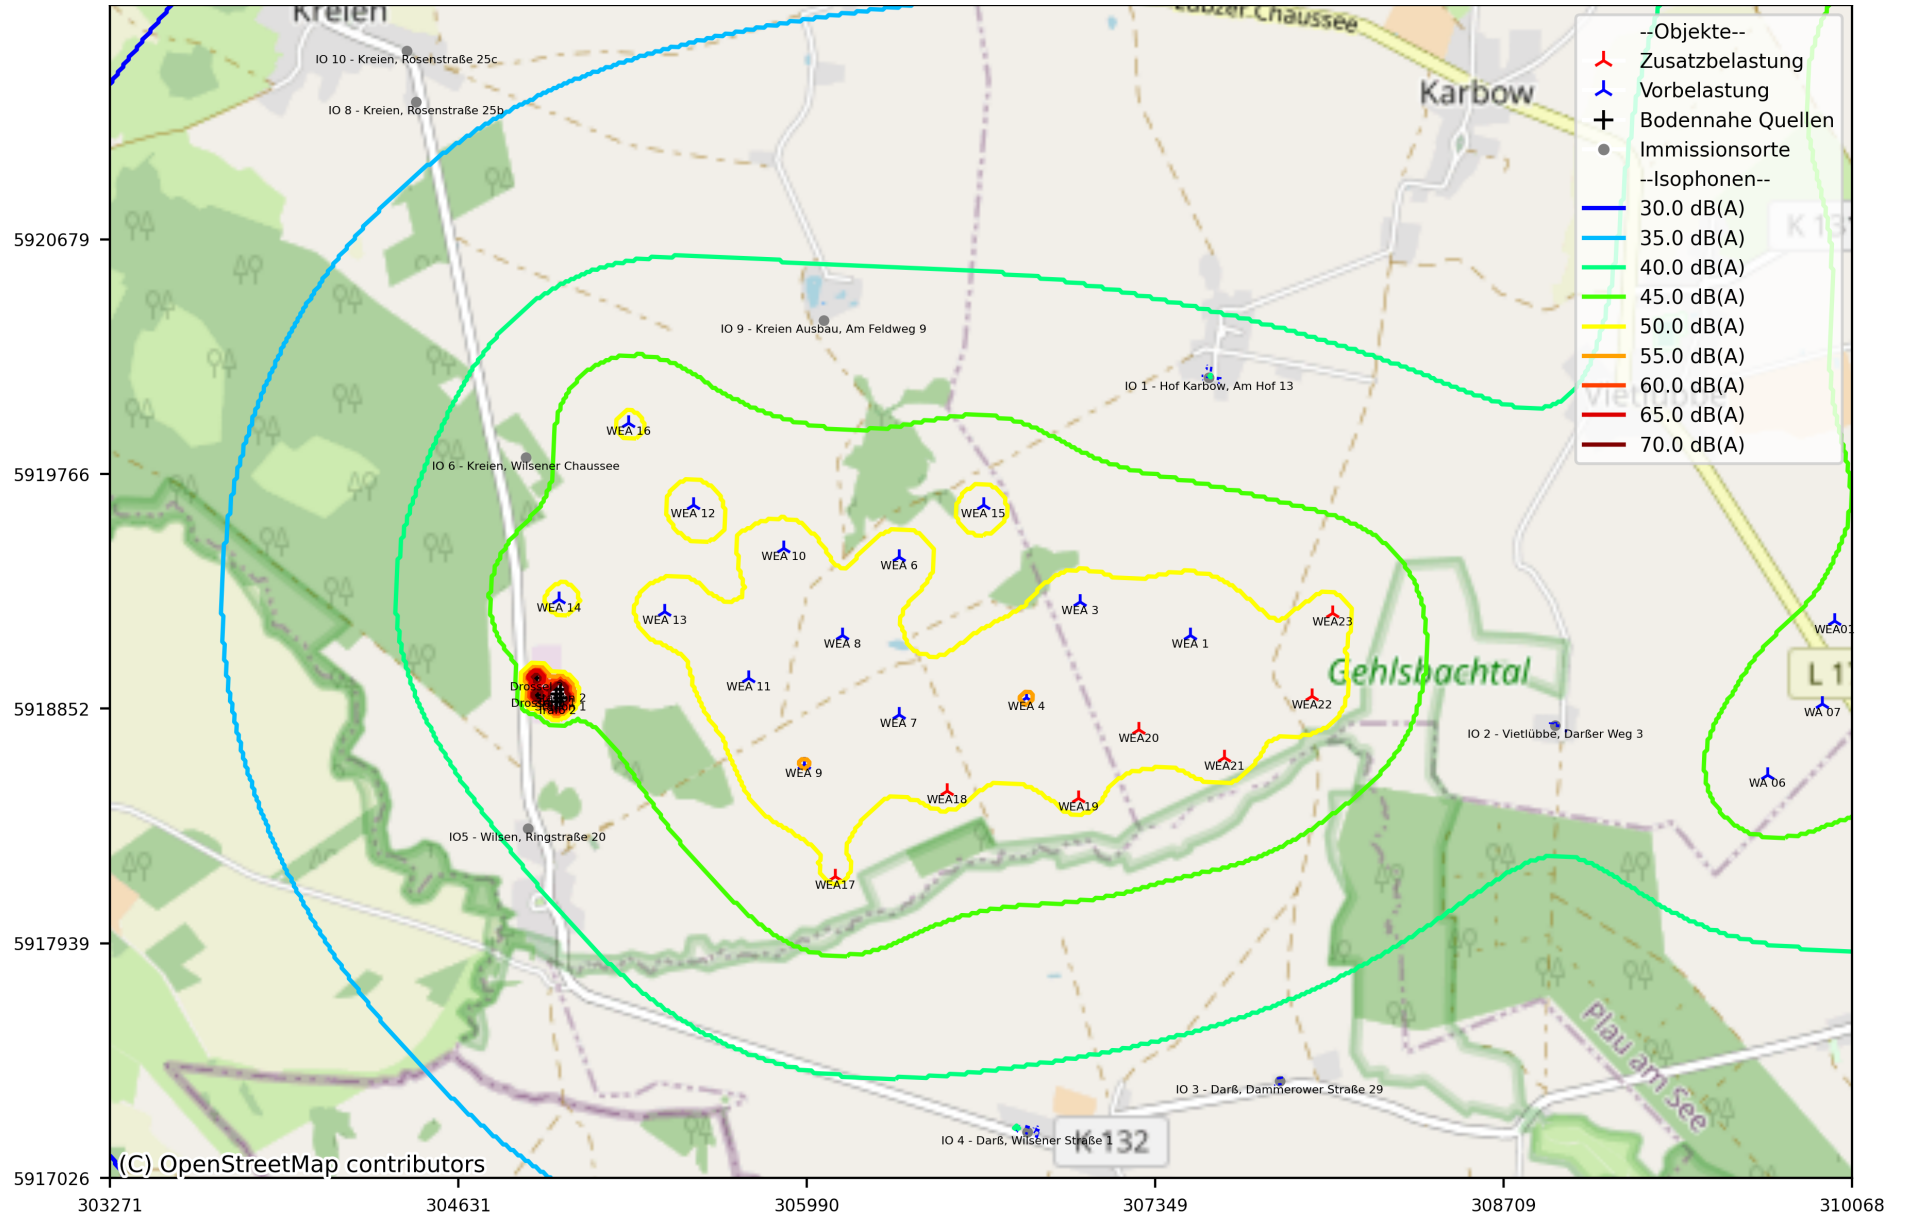 Kreien
Lübzer Chaussee
IO 10 - Kreien, Rosenstraße 25c
IO 8 - Kreien, Rosenstraße 25b
Karbow
--Objekte--
Zusatzbelastung
Vorbelastung
Bodennahe Quellen
Immissionsorte
--Isophonen--
30.0 dB(A)
35.0 dB(A)
40.0 dB(A)
45.0 dB(A)
50.0 dB(A)
55.0 dB(A)
60.0 dB(A)
65.0 dB(A)
70.0 dB(A)
Vietlübbe
5920679
IO 9 - Kreien Ausbau, Am Feldweg 9
IO 1 - Hof Karbow, Am Hof 13
WEA 16
IO 6 - Kreien, Wilsener Chaussee
5919766
WEA 12
WEA 15
WEA 10
WEA 6
WEA 14
WEA 13
WEA 3
WEA23
WEA01
WEA 8
WEA 1
Gehlsbachtal
WEA 11
L 17
WEA 4
WEA22
WA 07
5918852
WEA 7
WEA20
IO 2 - Vietlübbe, Darßer Weg 3
WEA 9
WEA21
WA 06
WEA18
WEA19
IO5 - Wilsen, Ringstraße 20
WEA17
5917939
Plau am See
IO 3 - Darß, Dammerower Straße 29
IO 4 - Darß, Wilsener Straße 1
K 132
(C) OpenStreetMap contributors
5917026
303271
304631
305990
307349
308709
310068